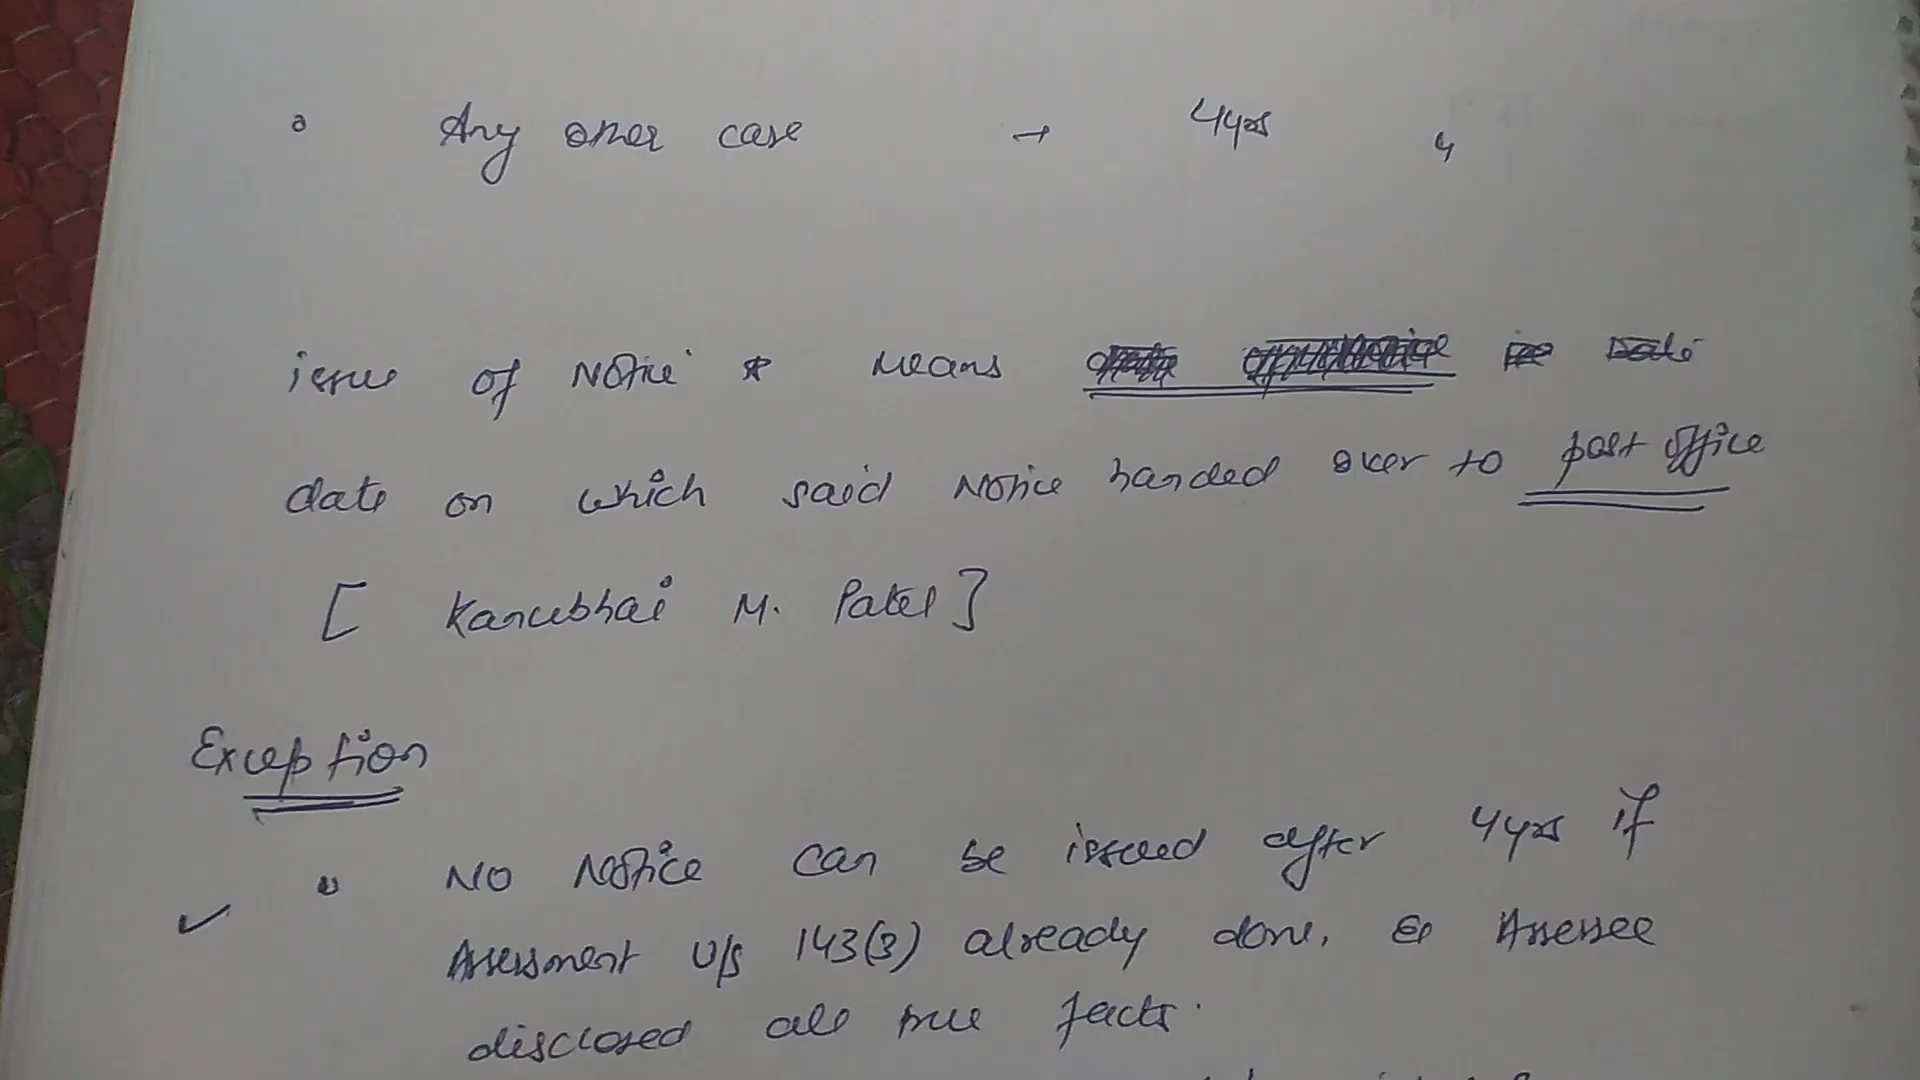 Any other case → 4yrs "
issue of Notice * means
date on which said Notice handed over to post office
[ Kanubhai M. Patel ]
Exception
No Notice can be issued after 4yrs if
✓ Assessment u/s 143(3) already done, & Assessee
disclosed all true facts.